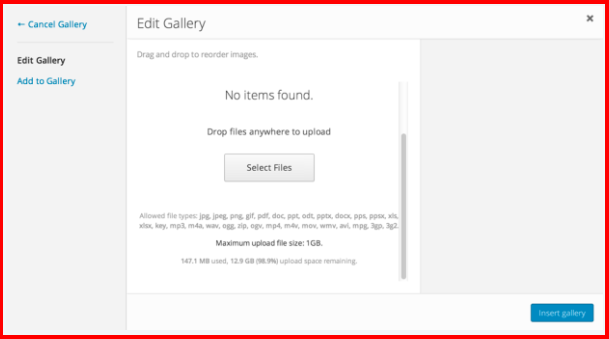 ← Cancel Gallery
Edit Gallery
Add to Gallery
Edit Gallery
×
Drag and drop to reorder images.
No items found.
Drop files anywhere to upload
Select Files
Allowed file types: jpg, jpeg, png, gif, pdf, doc, ppt, odt, pptx, docx, pps, ppsx, xls,
xlsx, key, mp3, m4a, wav, ogg, zip, ogv, mp4, m4v, mov, wmv, avi, mpg, 3gp, 3g2.
Maximum upload file size: 1GB.
147.1 MB used, 12.9 GB (98.9%) upload space remaining.
Insert gallery